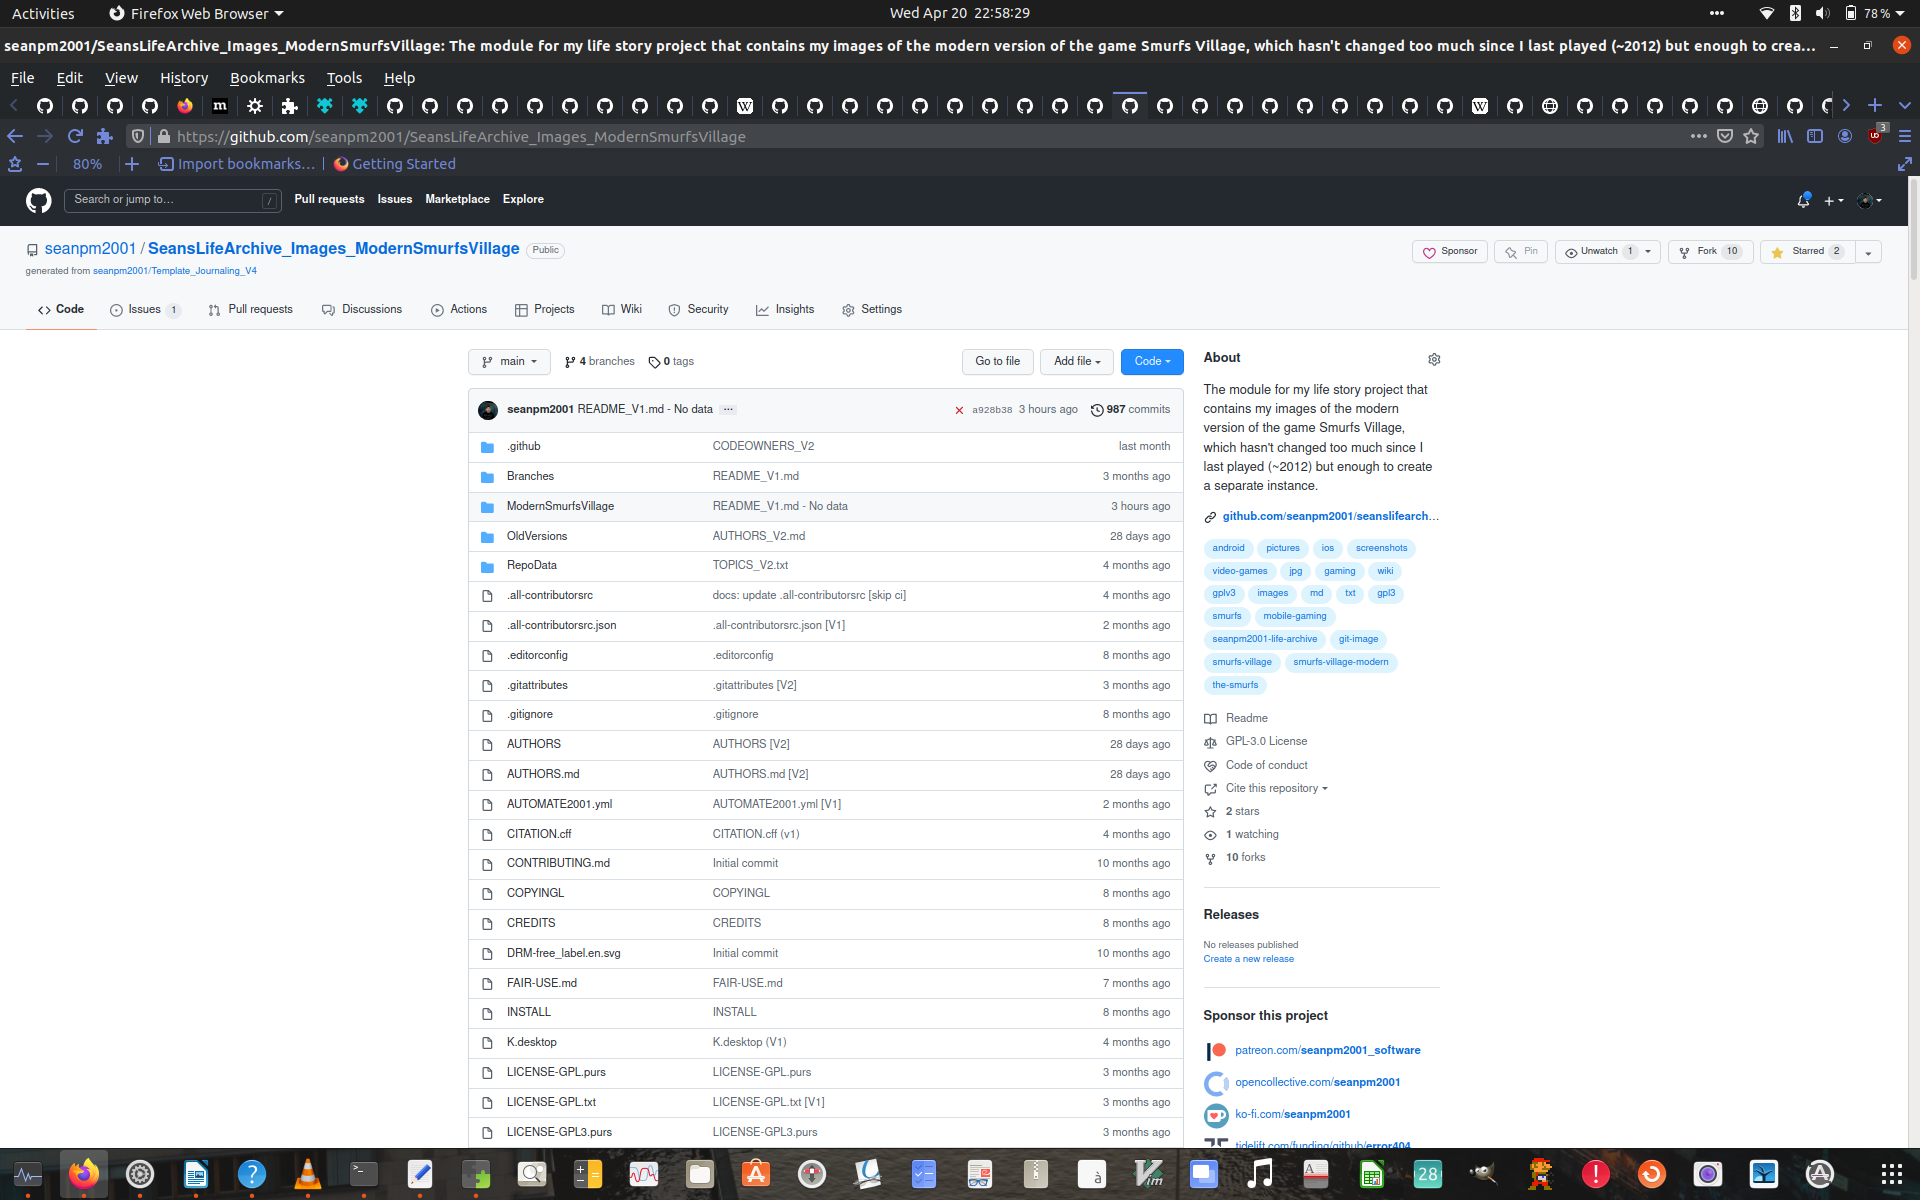 Activities Firefox Web Browser Wed Apr 20 22:58:29 78 %
seanpm2001/SeansLifeArchive_Images_ModernSmurfsVillage: The module for my life story project that contains my images of the modern version of the game Smurfs Village, which hasn't changed too much since I last played (~2012) but enough to crea…
File Edit View History Bookmarks Tools Help
https://github.com/seanpm2001/SeansLifeArchive_Images_ModernSmurfsVillage 3
80% Import bookmarks… Getting Started
Search or jump to… / Pull requests Issues Marketplace Explore
seanpm2001 / SeansLifeArchive_Images_ModernSmurfsVillage Public
Sponsor Pin Unwatch 1 Fork 10 Starred 2
generated from seanpm2001/Template_Journaling_V4
Code Issues 1 Pull requests Discussions Actions Projects Wiki Security Insights Settings
main 4 branches 0 tags Go to file Add file Code
seanpm2001 README_V1.md - No data ... a928b38 3 hours ago 987 commits
.github CODEOWNERS_V2 last month
Branches README_V1.md 3 months ago
ModernSmurfsVillage README_V1.md - No data 3 hours ago
OldVersions AUTHORS_V2.md 28 days ago
RepoData TOPICS_V2.txt 4 months ago
.all-contributorsrc docs: update .all-contributorsrc [skip ci] 4 months ago
.all-contributorsrc.json .all-contributorsrc.json [V1] 2 months ago
.editorconfig .editorconfig 8 months ago
.gitattributes .gitattributes [V2] 3 months ago
.gitignore .gitignore 8 months ago
AUTHORS AUTHORS [V2] 28 days ago
AUTHORS.md AUTHORS.md [V2] 28 days ago
AUTOMATE2001.yml AUTOMATE2001.yml [V1] 2 months ago
CITATION.cff CITATION.cff (v1) 4 months ago
CONTRIBUTING.md Initial commit 10 months ago
COPYINGL COPYINGL 8 months ago
CREDITS CREDITS 8 months ago
DRM-free_label.en.svg Initial commit 10 months ago
FAIR-USE.md FAIR-USE.md 7 months ago
INSTALL INSTALL 8 months ago
K.desktop K.desktop (V1) 4 months ago
LICENSE-GPL.purs LICENSE-GPL.purs 3 months ago
LICENSE-GPL.txt LICENSE-GPL.txt [V1] 3 months ago
LICENSE-GPL3.purs LICENSE-GPL3.purs 3 months ago
About
The module for my life story project that
contains my images of the modern
version of the game Smurfs Village,
which hasn't changed too much since I
last played (~2012) but enough to create
a separate instance.
github.com/seanpm2001/seanslifearch…
android pictures ios screenshots
video-games jpg gaming wiki
gplv3 images md txt gpl3
smurfs mobile-gaming
seanpm2001-life-archive git-image
smurfs-village smurfs-village-modern
the-smurfs
Readme
GPL-3.0 License
Code of conduct
Cite this repository
2 stars
1 watching
10 forks
Releases
No releases published
Create a new release
Sponsor this project
patreon.com/seanpm2001_software
opencollective.com/seanpm2001
ko-fi.com/seanpm2001
tidelift.com/funding/github/error404
28